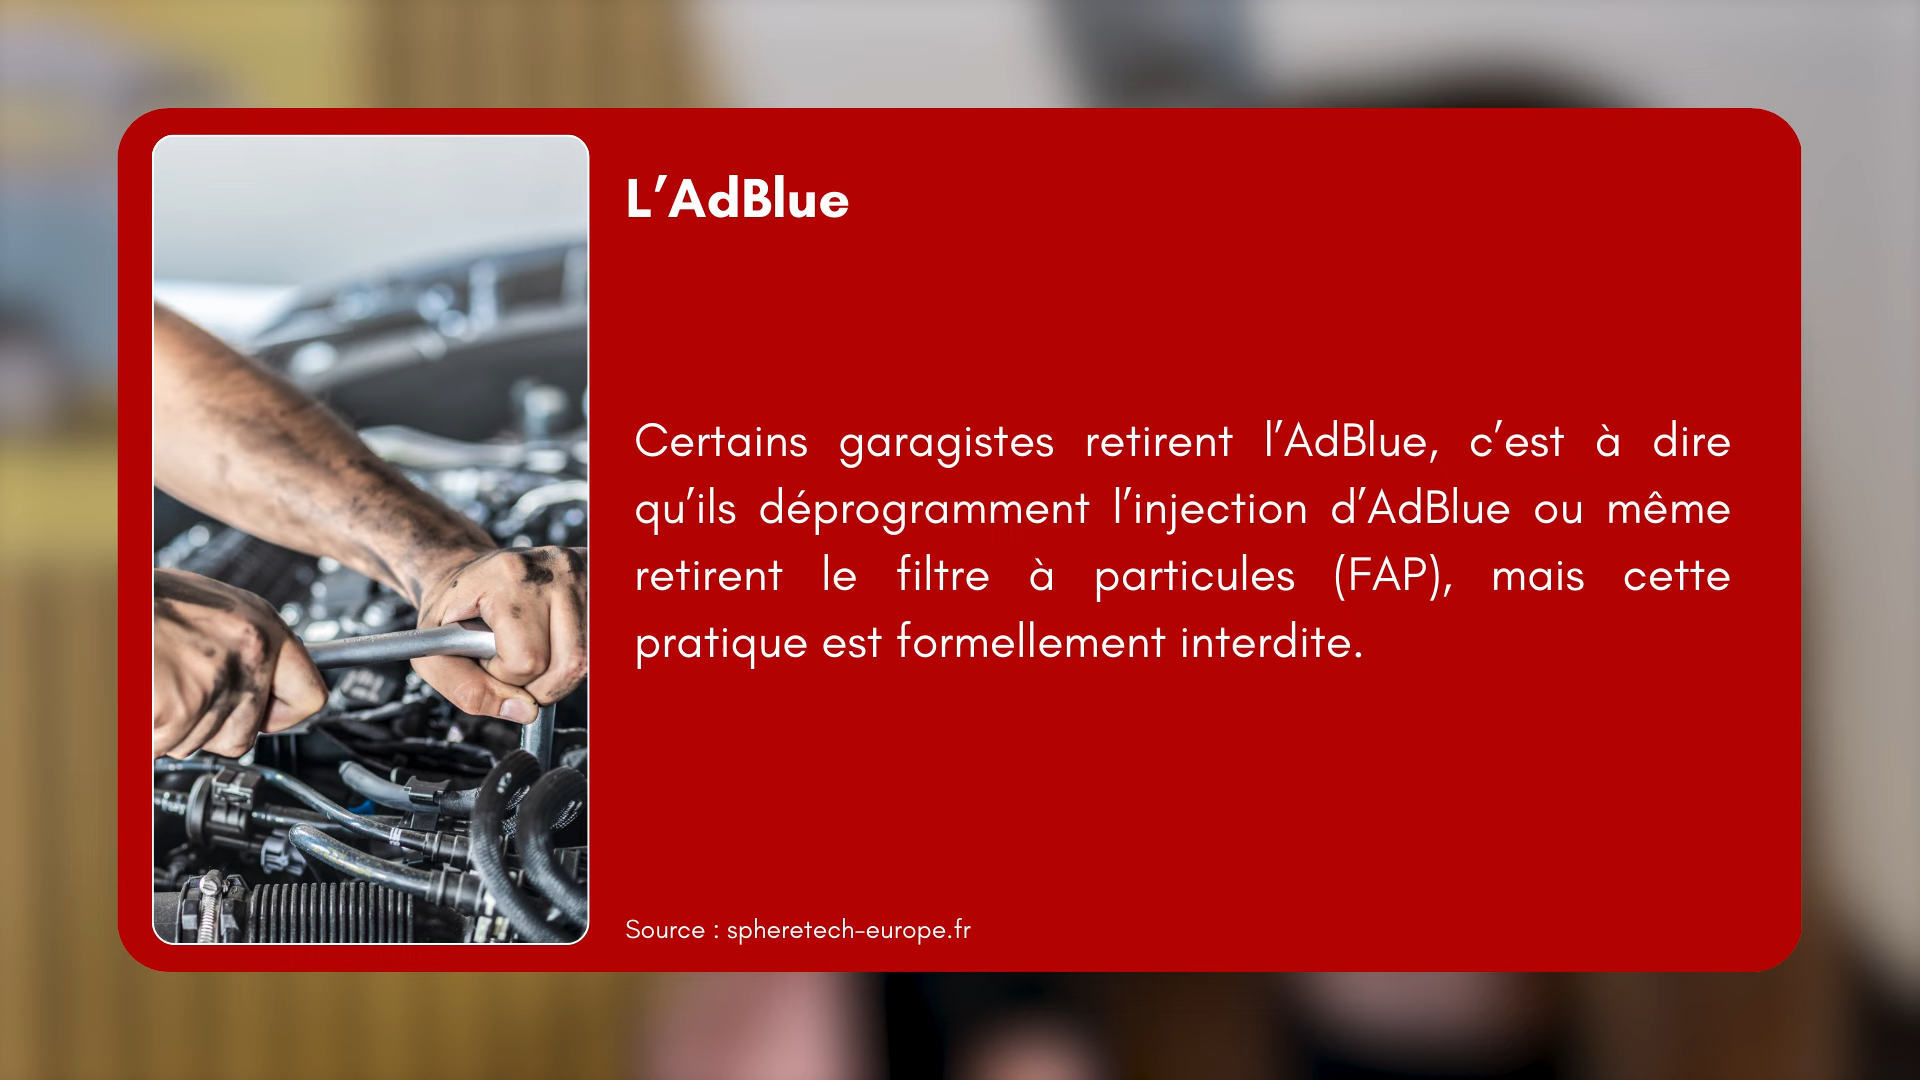 L’AdBlue
Certains garagistes retirent l’AdBlue, c’est à dire
qu’ils déprogramment l’injection d’AdBlue ou même
retirent le filtre à particules (FAP), mais cette
pratique est formellement interdite.
Source : spheretech-europe.fr